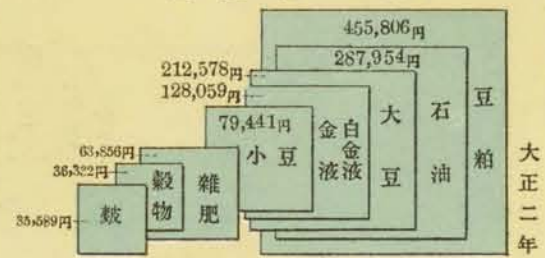 455,806円
287,954円
212,578円
128,059円
79,441円
63,856円
36,322円
35,589円
豆粕
石油
大豆
白金液
金液
小豆
雜肥
穀物
麩
大正二年